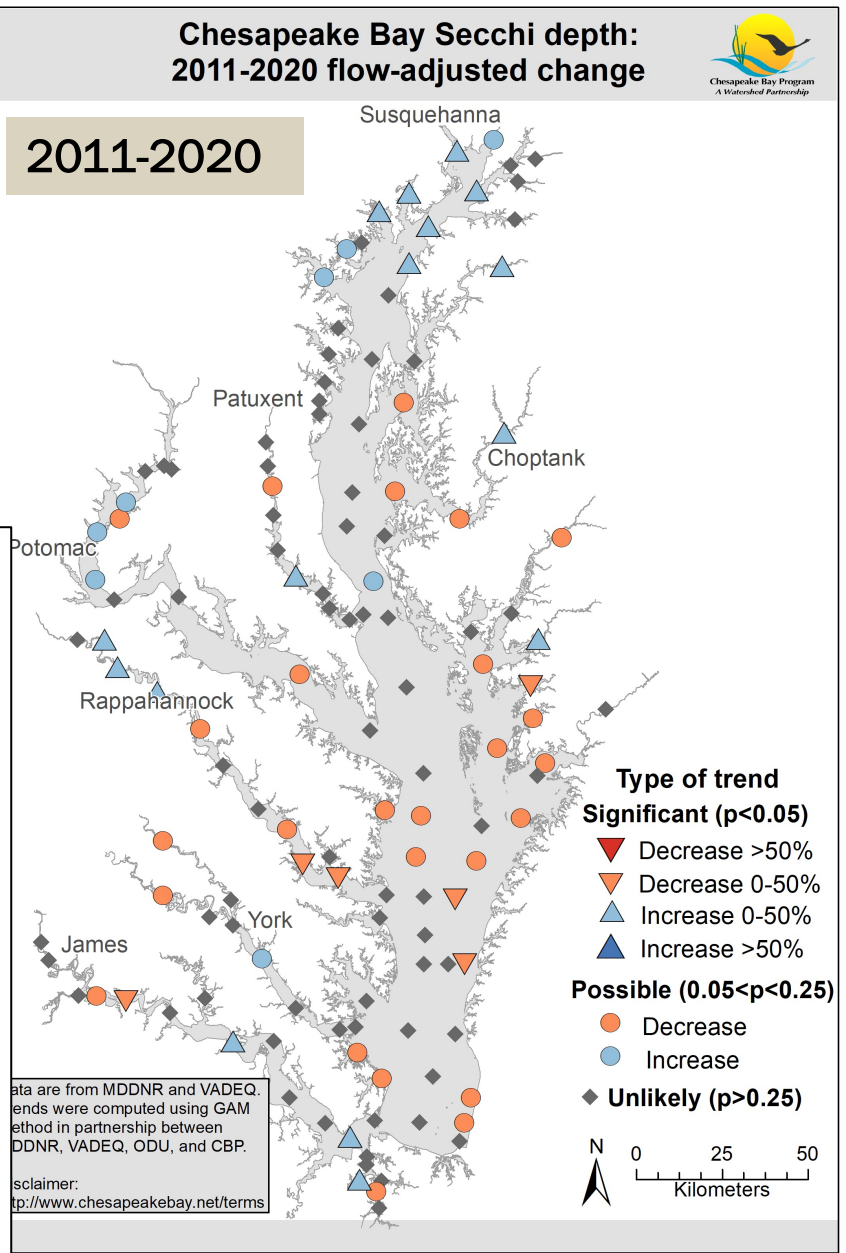 Chesapeake Bay Secchi depth:
2011-2020 flow-adjusted change
Chesapeake Bay Program
A Watershed Partnership
2011-2020
Susquehanna
Patuxent
Choptank
Potomac
Rappahannock
York
James
Type of trend
Significant (p<0.05)
Decrease >50%
Decrease 0-50%
Increase 0-50%
Increase >50%
Possible (0.05<p<0.25)
Decrease
Increase
Unlikely (p>0.25)
ata are from MDDNR and VADEQ.
ends were computed using GAM
ethod in partnership between
DDNR, VADEQ, ODU, and CBP.
sclaimer:
tp://www.chesapeakebay.net/terms
N
0 25 50
Kilometers